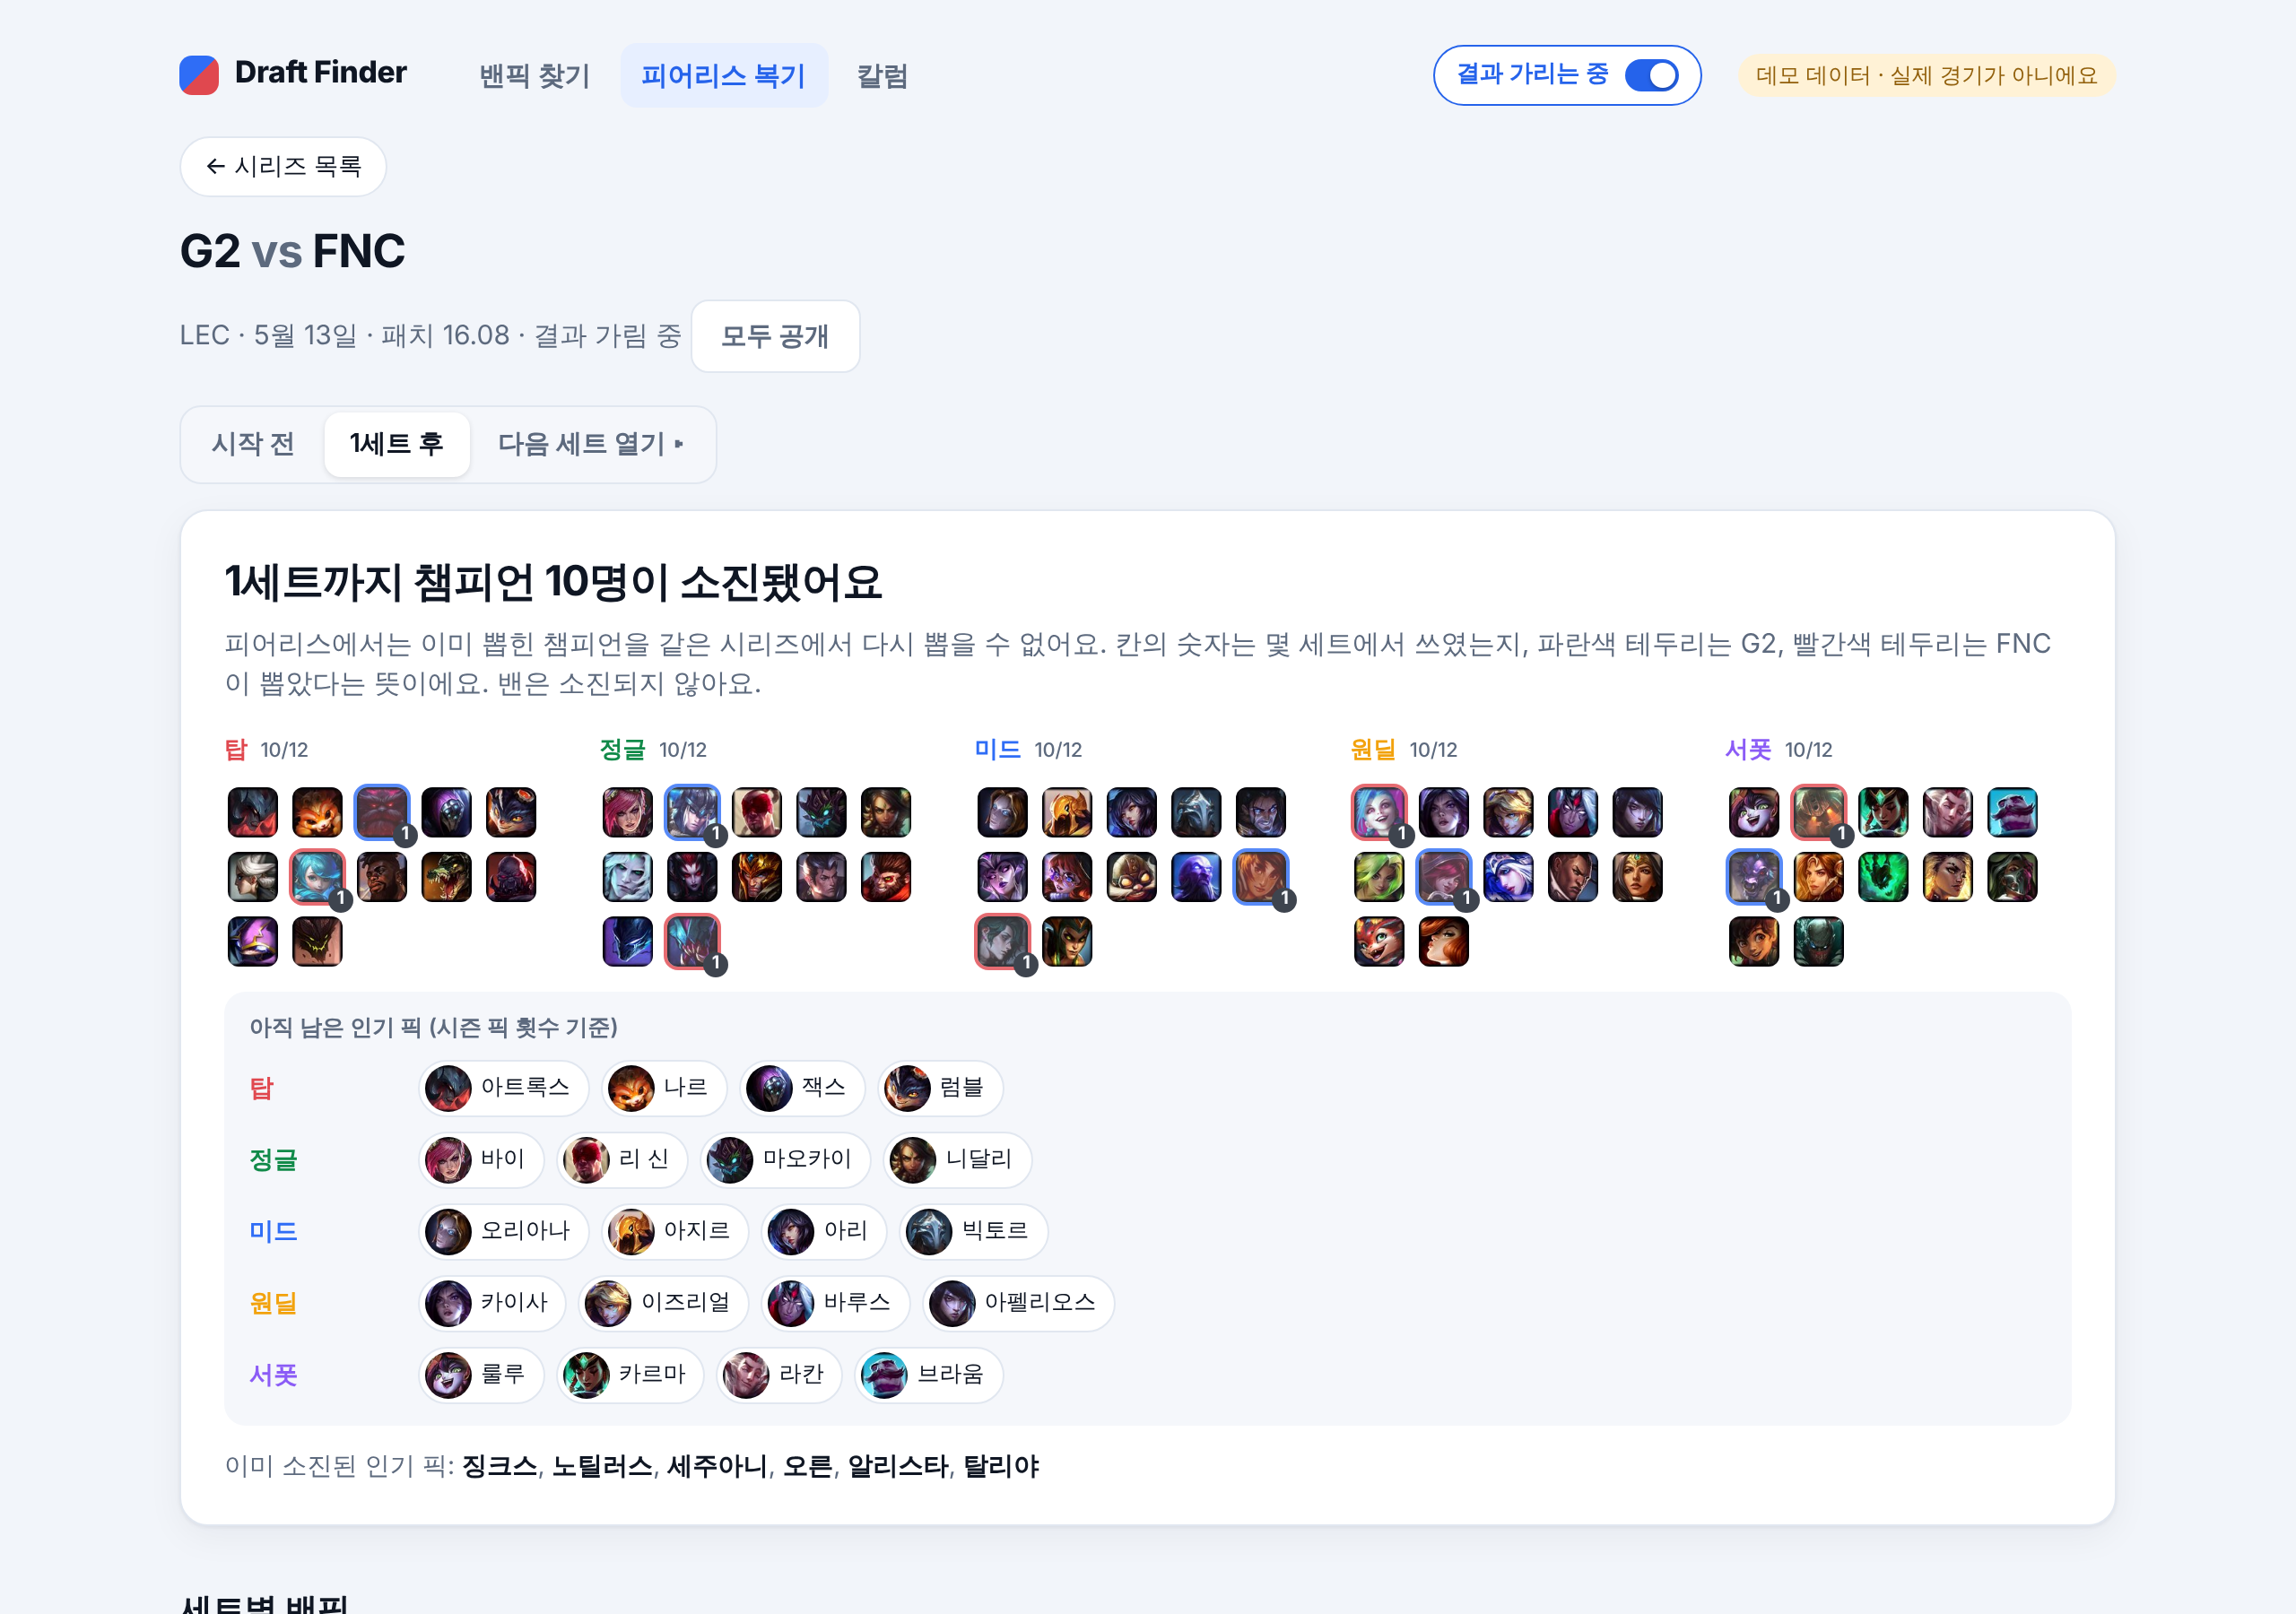 Draft Finder
밴픽 찾기
피어리스 복기
칼럼
결과 가리는 중
데모 데이터 · 실제 경기가 아니에요
← 시리즈 목록
G2 vs FNC
LEC · 5월 13일 · 패치 16.08 · 결과 가림 중
모두 공개
시작 전
1세트 후
다음 세트 열기
1세트까지 챔피언 10명이 소진됐어요
피어리스에서는 이미 뽑힌 챔피언을 같은 시리즈에서 다시 뽑을 수 없어요. 칸의 숫자는 몇 세트에서 쓰였는지, 파란색 테두리는 G2, 빨간색 테두리는 FNC
이 뽑았다는 뜻이에요. 밴은 소진되지 않아요.
탑 10/12
정글 10/12
미드 10/12
원딜 10/12
서폿 10/12
1 1 1 1
1 1 1 1
1 1
아직 남은 인기 픽 (시즌 픽 횟수 기준)
탑 아트록스 나르 잭스 럼블
정글 바이 리 신 마오카이 니달리
미드 오리아나 아지르 아리 빅토르
원딜 카이사 이즈리얼 바루스 아펠리오스
서폿 룰루 카르마 라칸 브라움
이미 소진된 인기 픽: 징크스, 노틸러스, 세주아니, 오른, 알리스타, 탈리야
세트별 밴픽